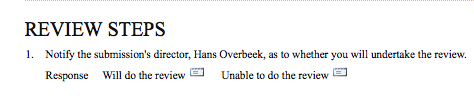 REVIEW STEPS
1. Notify the submission's director, Hans Overbeek, as to whether you will undertake the review.
Response Will do the review Unable to do the review